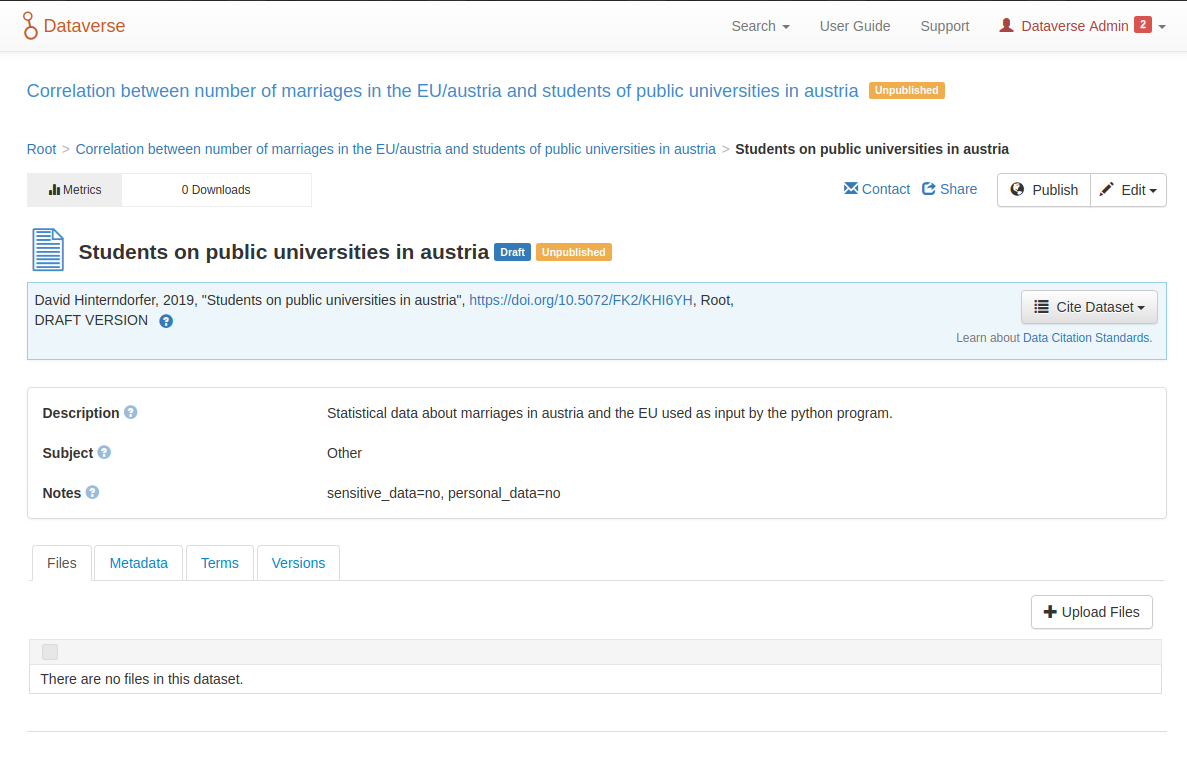 Dataverse
Search
User Guide
Support
Dataverse Admin 2
Correlation between number of marriages in the EU/austria and students of public universities in austria Unpublished
Root > Correlation between number of marriages in the EU/austria and students of public universities in austria > Students on public universities in austria
Metrics
0 Downloads
Contact
Share
Publish
Edit
Students on public universities in austria Draft Unpublished
David Hinterndorfer, 2019, "Students on public universities in austria", https://doi.org/10.5072/FK2/KHI6YH, Root,
DRAFT VERSION ?
Cite Dataset
Learn about Data Citation Standards.
Description ? Statistical data about marriages in austria and the EU used as input by the python program.
Subject ? Other
Notes ? sensitive_data=no, personal_data=no
Files
Metadata
Terms
Versions
Upload Files
There are no files in this dataset.